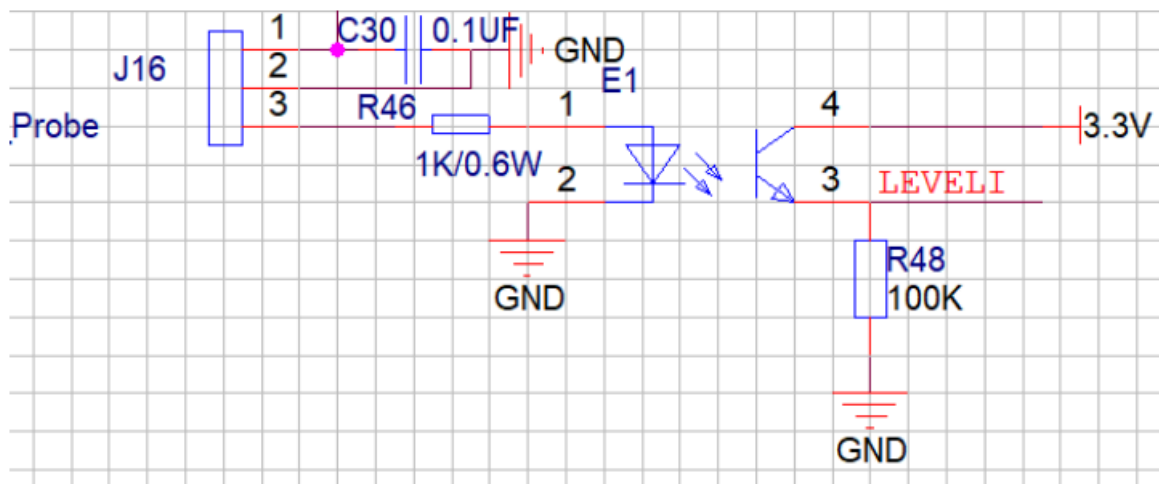 1
C30
0.1UF
GND
J16
2
E1
3
R46
1
4
Probe
3.3V
1K/0.6W
2
3
LEVELI
R48
100K
GND
GND